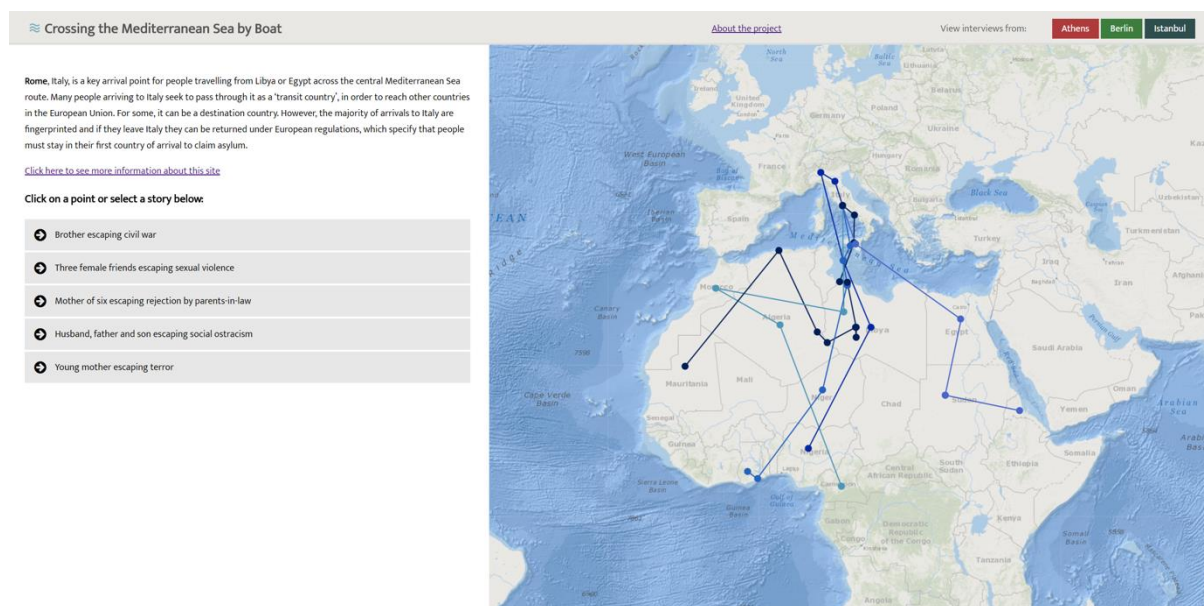 Crossing the Mediterranean Sea by Boat
About the project
View interviews from:
Athens
Berlin
Istanbul
Rome, Italy, is a key arrival point for people travelling from Libya or Egypt across the central Mediterranean Sea
route. Many people arriving to Italy seek to pass through it as a ‘transit country’, in order to reach other countries
in the European Union. For some, it can be a destination country. However, the majority of arrivals to Italy are
fingerprinted and if they leave Italy they can be returned under European regulations, which specify that people
must stay in their first country of arrival to claim asylum.
Click here to see more information about this site
Click on a point or select a story below:
Brother escaping civil war
Three female friends escaping sexual violence
Mother of six escaping rejection by parents-in-law
Husband, father and son escaping social ostracism
Young mother escaping terror
North
Sea
Baltic
Sea
Lithuania
Ireland
United
Kingdom
Belarus
Poland
Germany
Ukraine
West European
Basin
France
Hungary
Romania
Italy
Black Sea
Uzbekistan
Spain
Turkey
Turkmenistan
Iraq
Iran
Morocco
Canary
Basin
Algeria
Egypt
Saudi Arabia
Mauritania
Mali
Niger
Chad
Sudan
Oman
Yemen
Arabian
Sea
Cape Verde
Basin
Senegal
Guinea
Nigeria
Ethiopia
South
Sudan
Somalia
Central
African Republic
Sierra Leone
Basin
Gulf of
Guinea
Guinea
Basin
Gabon
Congo
Democratic
Republic
of the Congo
Kenya
Tanzania
Somali
Basin
Angola